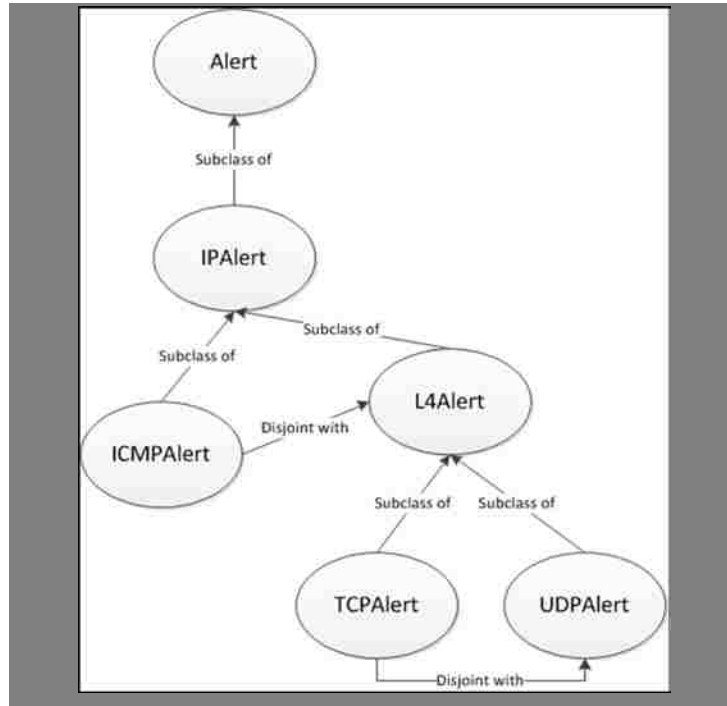 Alert
Subclass of
IPAlert
Subclass of
Subclass of
L4Alert
Disjoint with
ICMPAlert
Subclass of
Subclass of
TCPAlert
UDPAlert
Disjoint with